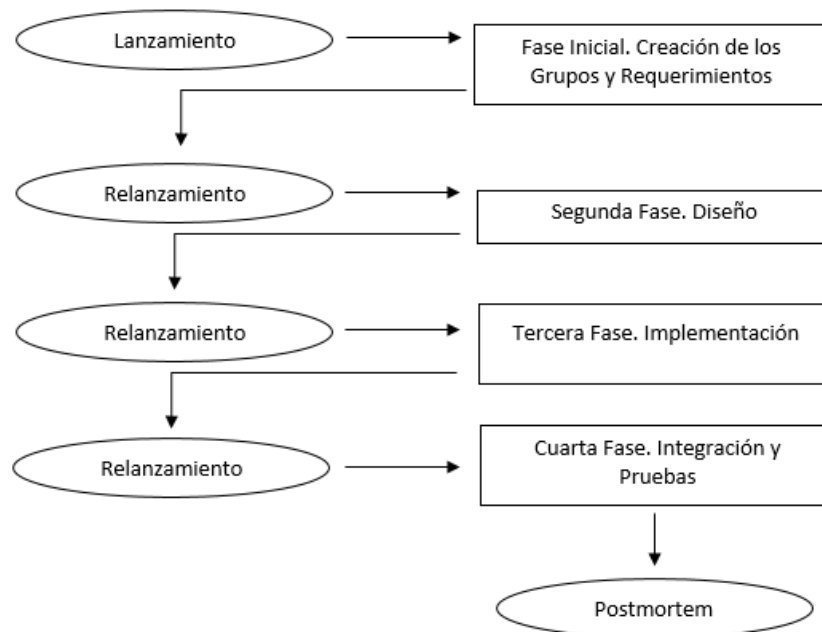 Lanzamiento
Fase Inicial. Creación de los
Grupos y Requerimientos
Relanzamiento
Segunda Fase. Diseño
Relanzamiento
Tercera Fase. Implementación
Relanzamiento
Cuarta Fase. Integración y
Pruebas
Postmortem